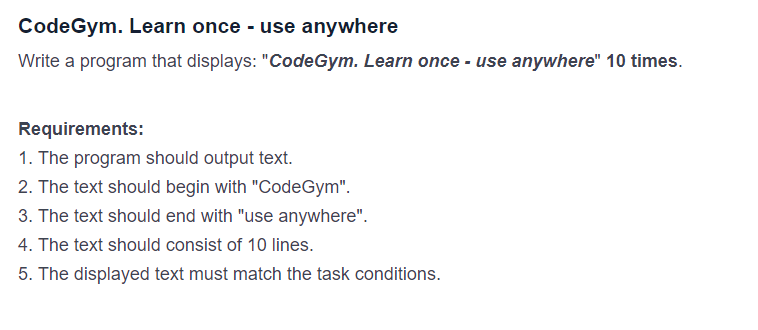 CodeGym. Learn once - use anywhere
Write a program that displays: "CodeGym. Learn once - use anywhere" 10 times.
Requirements:
1. The program should output text.
2. The text should begin with "CodeGym".
3. The text should end with "use anywhere".
4. The text should consist of 10 lines.
5. The displayed text must match the task conditions.